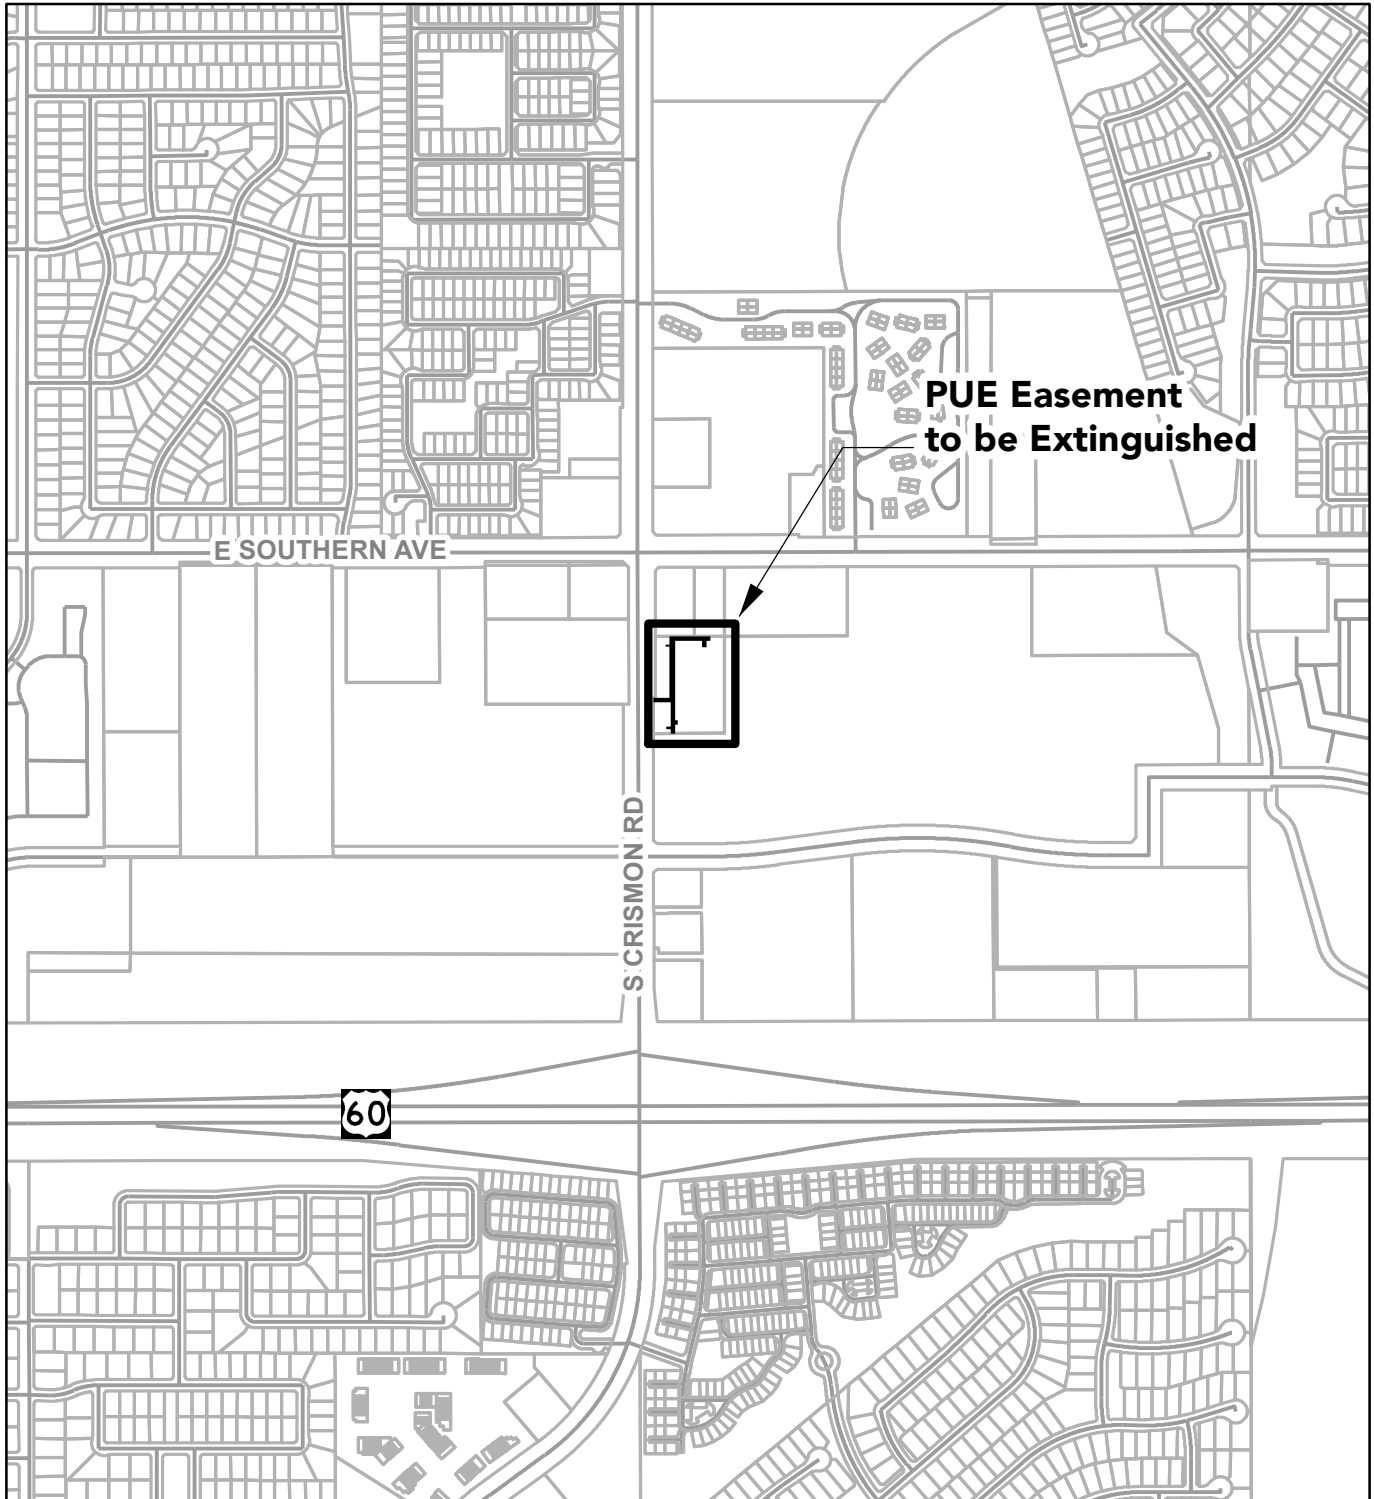 PUE Easement
to be Extinguished
E SOUTHERN AVE
S CRISMON RD
60